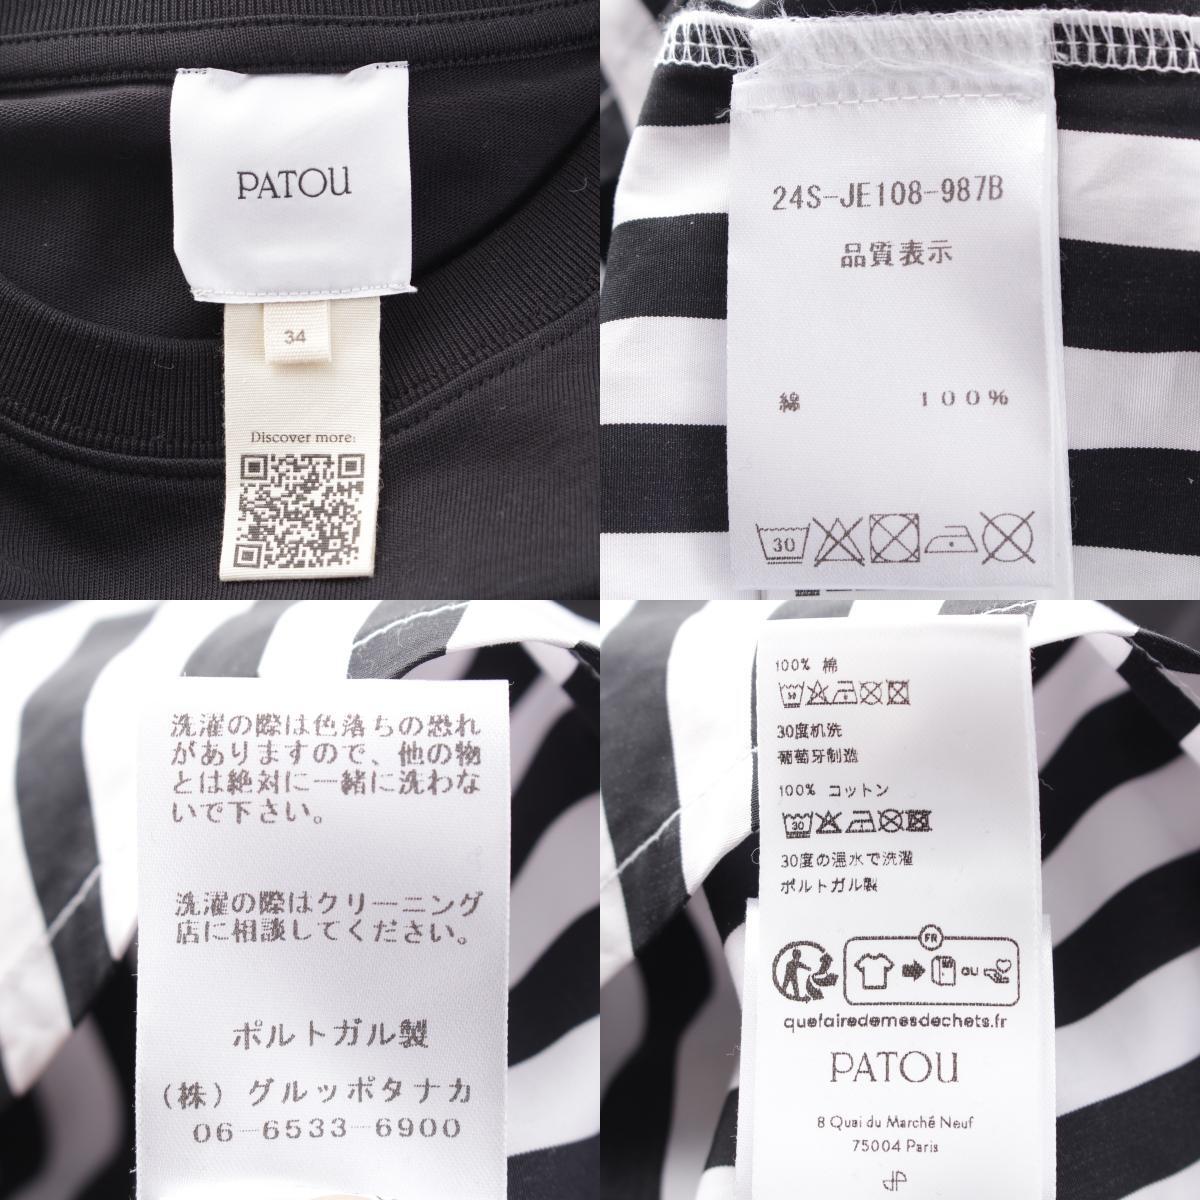 PATOU
34
Discover more:
24S-JE108-987B
品質表示
綿 100%
30
洗濯の際は色落ちの恐れ
がありますので、他の物
とは絶対に一緒に洗わな
いで下さい。
洗濯の際はクリーニング
店に相談してください。
ポルトガル製
（株）グルッポタナカ
06-6533-6900
100% 棉
30
30度机洗
葡萄牙制造
100% コットン
30
30度の温水で洗濯
ポルトガル製
FR
OU
quefairedemesdechets.fr
PATOU
8 Quai du Marché Neuf
75004 Paris
JP